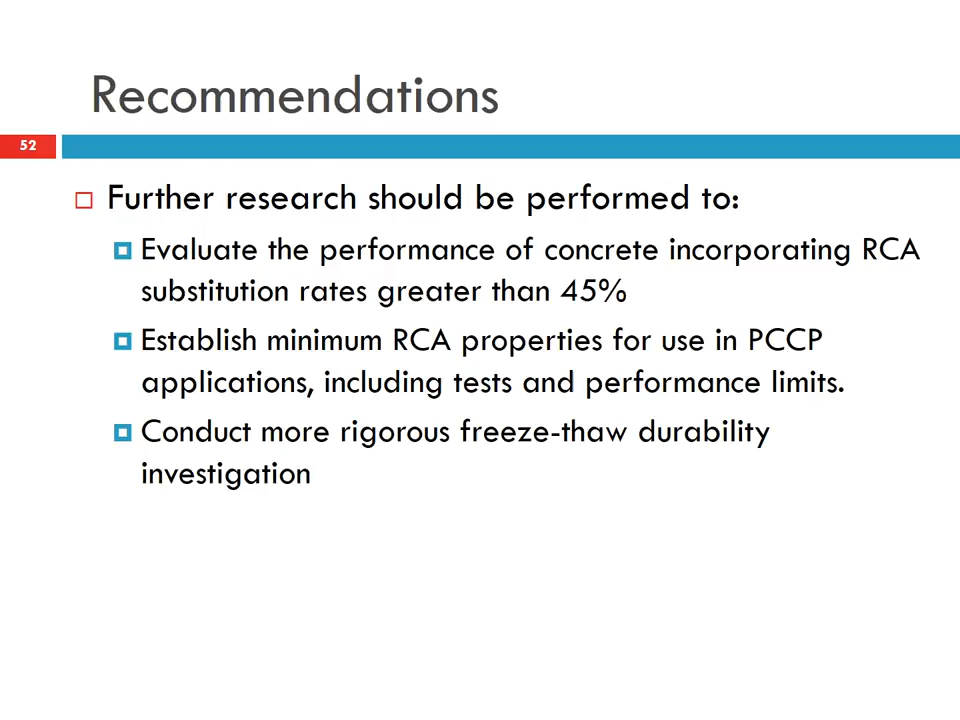 Recommendations
52
Further research should be performed to:
Evaluate the performance of concrete incorporating RCA
substitution rates greater than 45%
Establish minimum RCA properties for use in PCCP
applications, including tests and performance limits.
Conduct more rigorous freeze-thaw durability
investigation